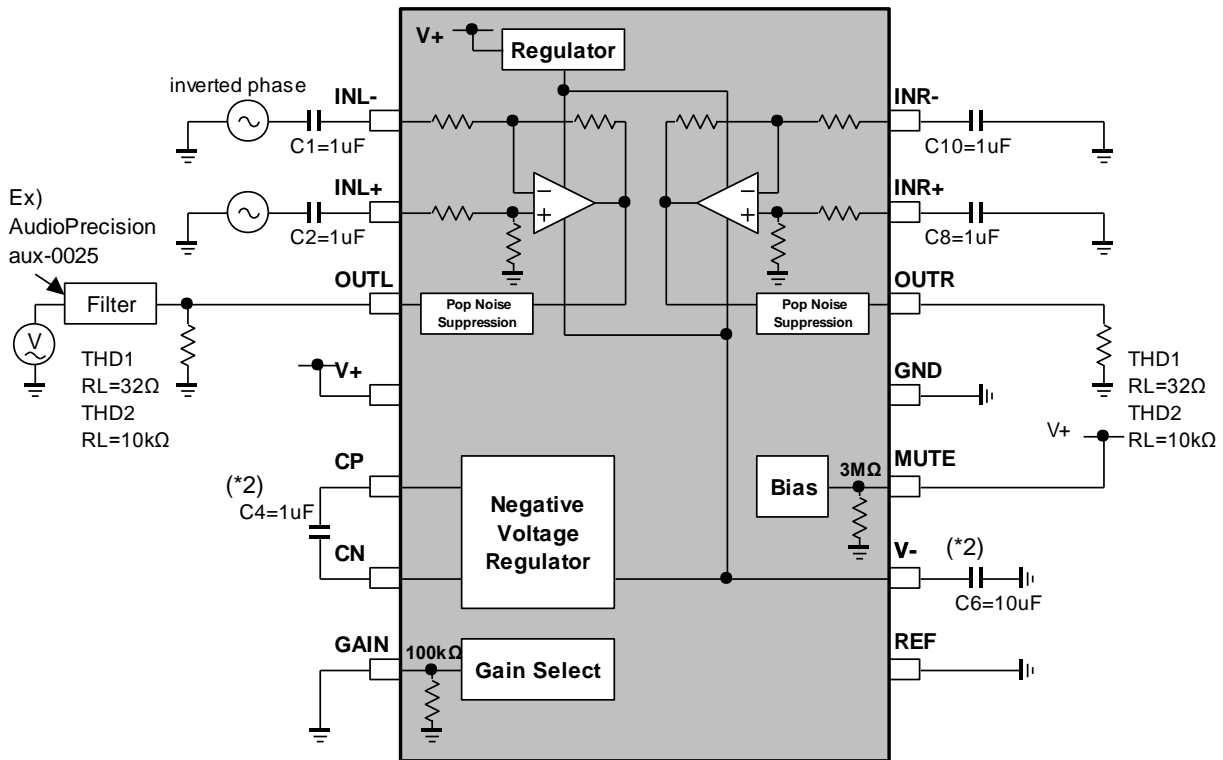 V+
Regulator
inverted phase
INL-
INR-
C1=1uF
C10=1uF
Ex)
AudioPrecision
aux-0025
INL+
INR+
C2=1uF
C8=1uF
OUTL
OUTR
Filter
Pop Noise
Suppression
Pop Noise
Suppression
V
THD1
RL=32Ω
THD2
RL=10kΩ
V+
GND
THD1
RL=32Ω
THD2
RL=10kΩ
V+
CP
MUTE
(*2)
C4=1uF
Negative
Voltage
Regulator
Bias
3MΩ
CN
V-
(*2)
C6=10uF
GAIN
100kΩ
Gain Select
REF